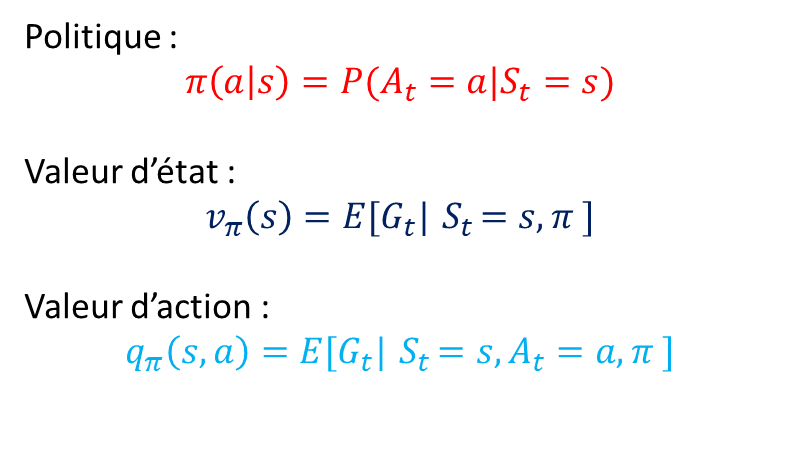 Politique :
π(a|s) = P(A_t = a|S_t = s)
Valeur d’état :
v_π(s) = E[G_t| S_t = s, π ]
Valeur d’action :
q_π(s, a) = E[G_t| S_t = s, A_t = a, π ]